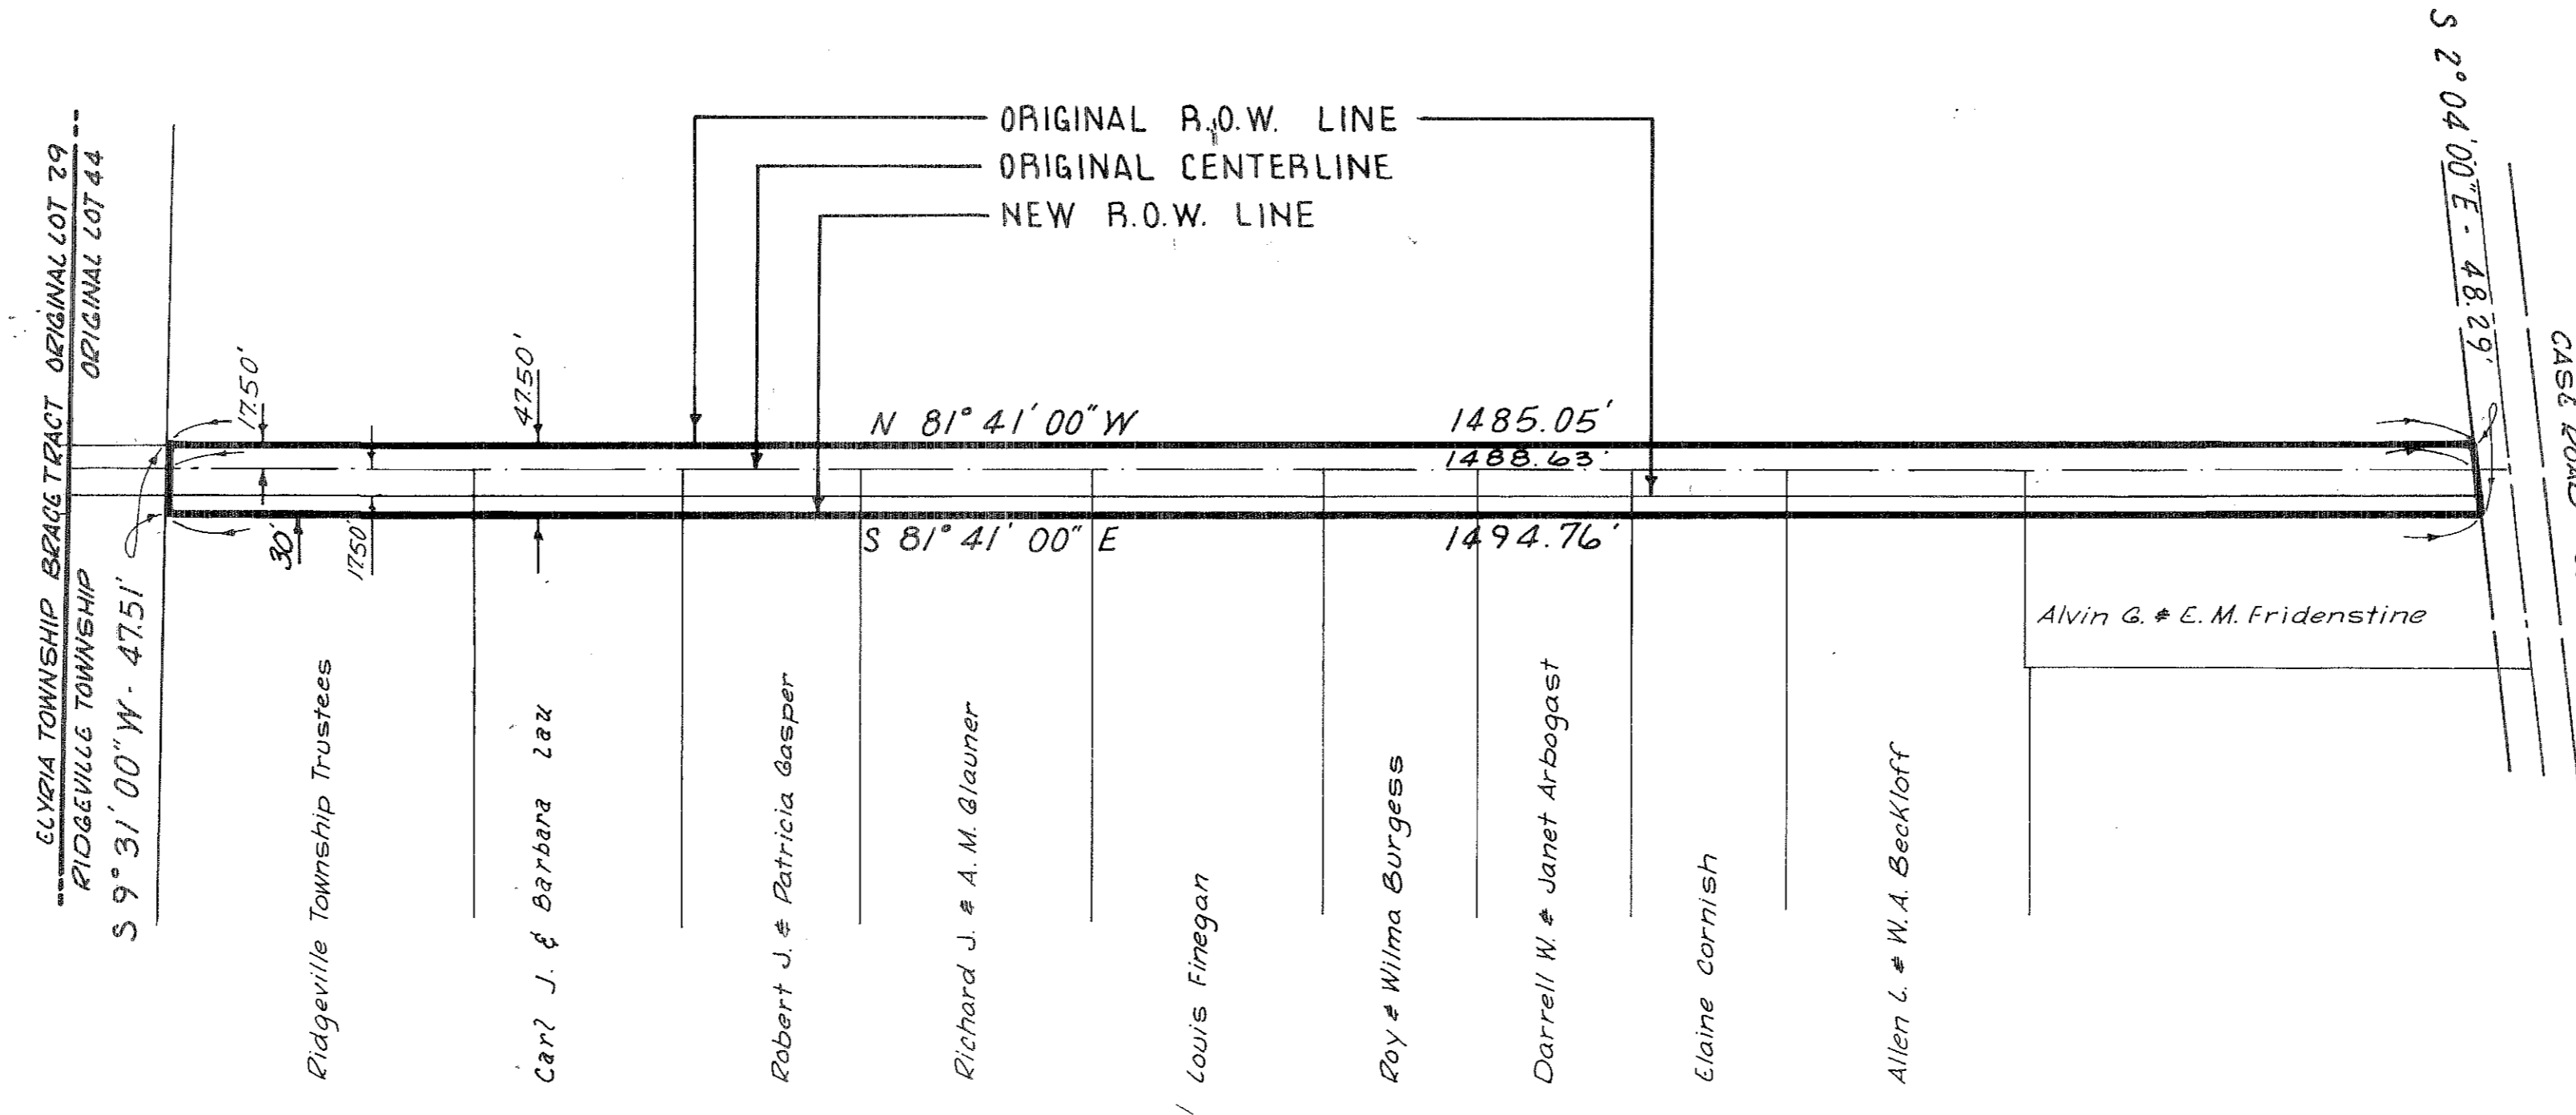 ELYRIA TOWNSHIP BRACE TRACT ORIGINAL LOT 29
RIDGEVILLE TOWNSHIP ORIGINAL LOT 44
S 9° 31' 00" W - 47.51'
ORIGINAL R.O.W. LINE
ORIGINAL CENTERLINE
NEW R.O.W. LINE
S 2° 04' 00" E - 48.29'
CASE ROAD
17.50'
47.50'
N 81° 41' 00" W 1485.05'
1488.63'
30'
17.50'
S 81° 41' 00" E 1494.76'
Ridgeville Township Trustees
Carl J. & Barbara Lau
Robert J. & Patricia Gasper
Richard J. & A. M. Glauner
Louis Finegan
Roy & Wilma Burgess
Darrell W. & Janet Arbogast
Elaine Cornish
Allen L. & W. A. Beckloff
Alvin G. & E. M. Fridenstine